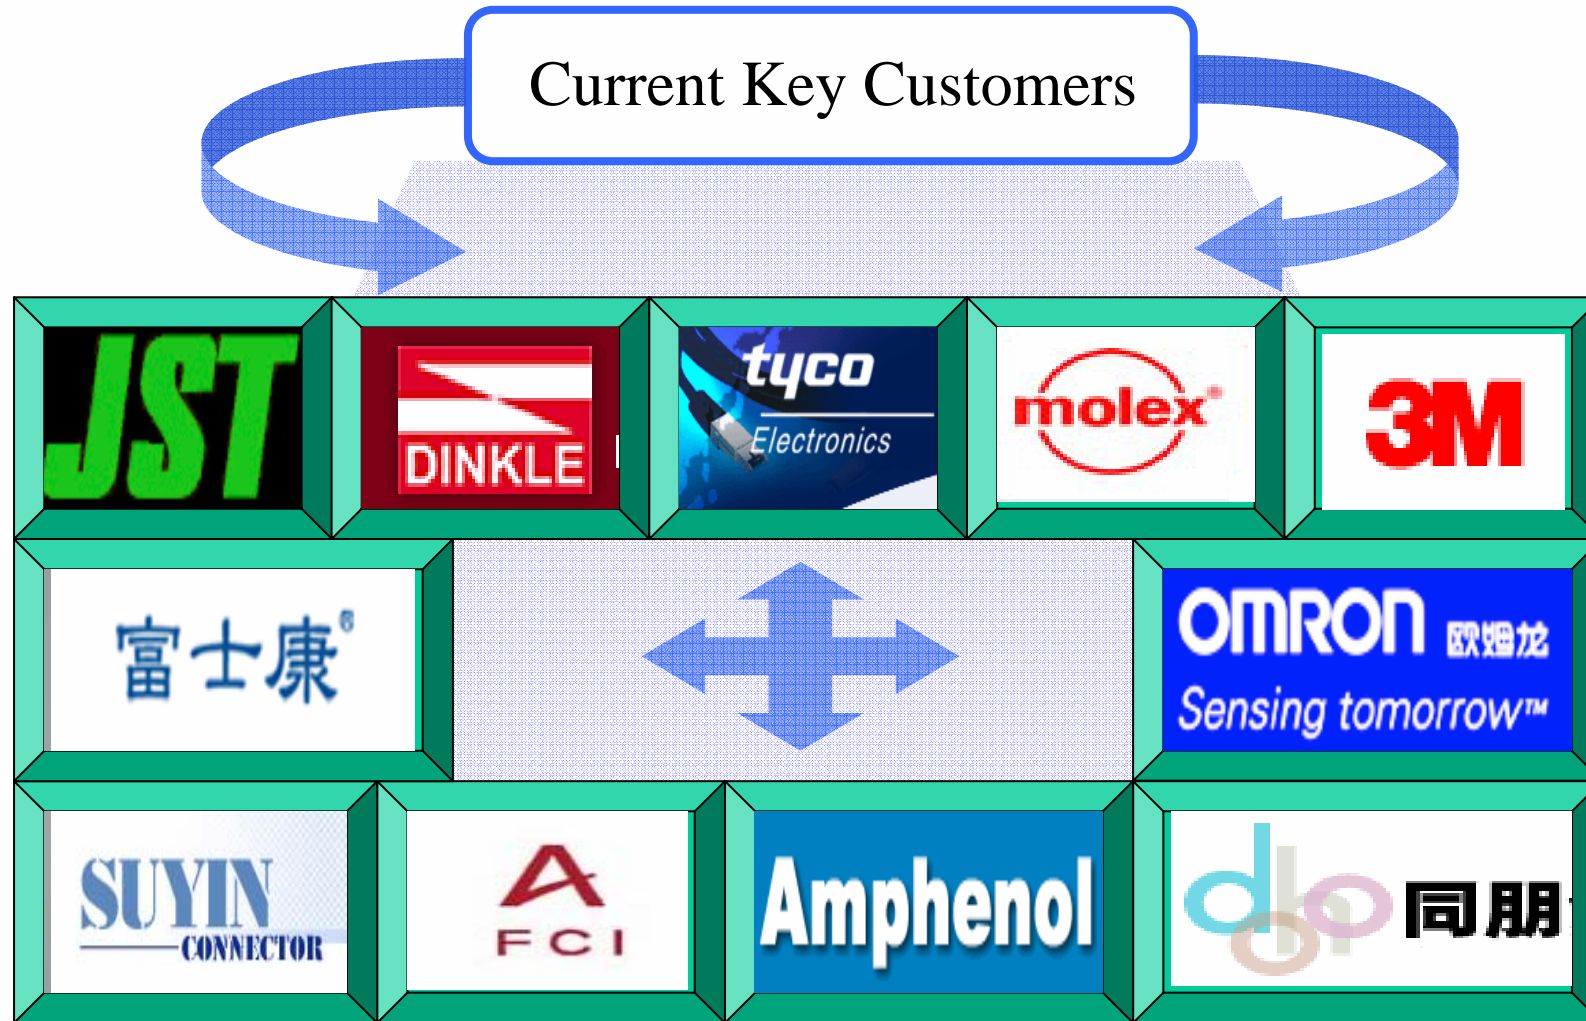 Current Key Customers
JST
DINKLE
tyco
Electronics
molex®
3M
富士康®
OMRON 欧姆龙
Sensing tomorrow™
SUYIN
CONNECTOR
FCI
Amphenol
doho 同朋